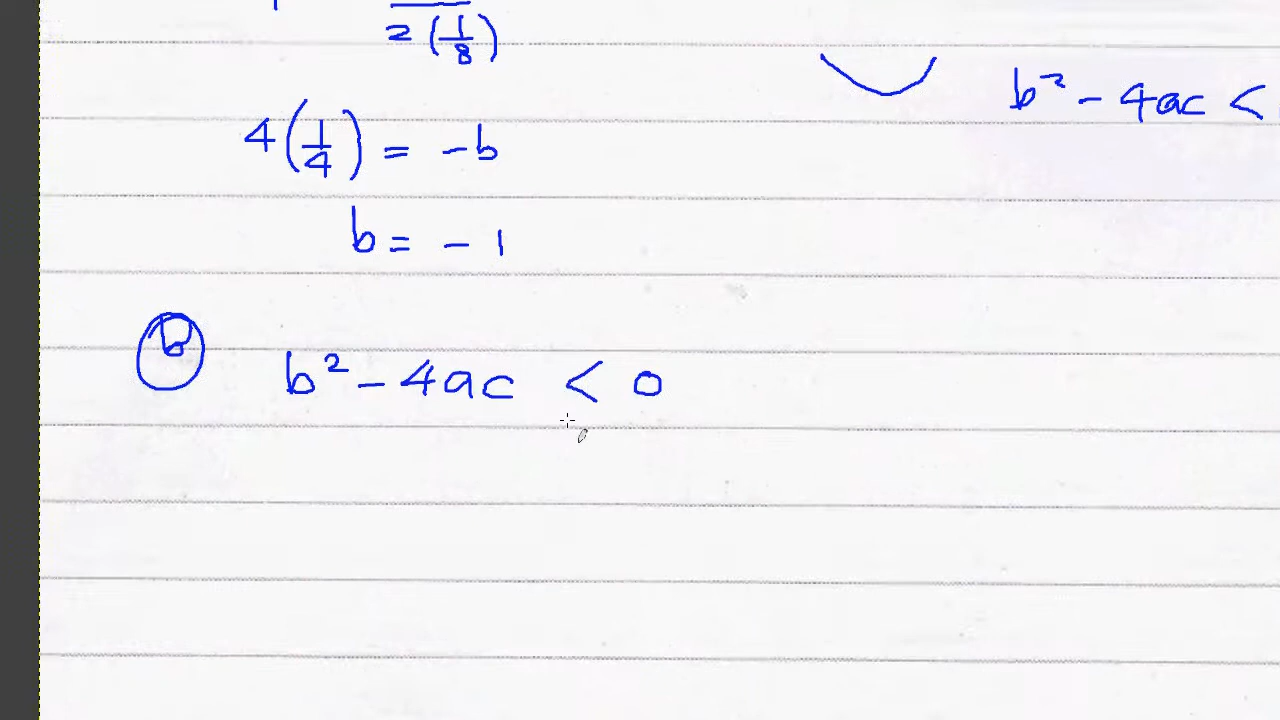 2(1/8)
b² - 4ac <
4(1/4) = -b
b = -1
b b² - 4ac < 0